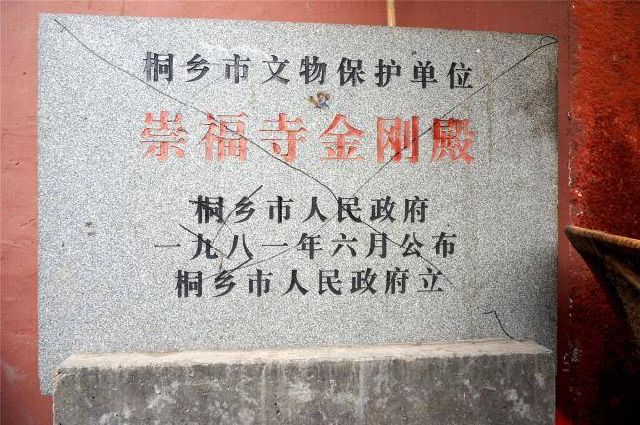 桐乡市文物保护单位
崇福寺金刚殿
桐乡市人民政府
一九八一年六月公布
桐乡市人民政府立